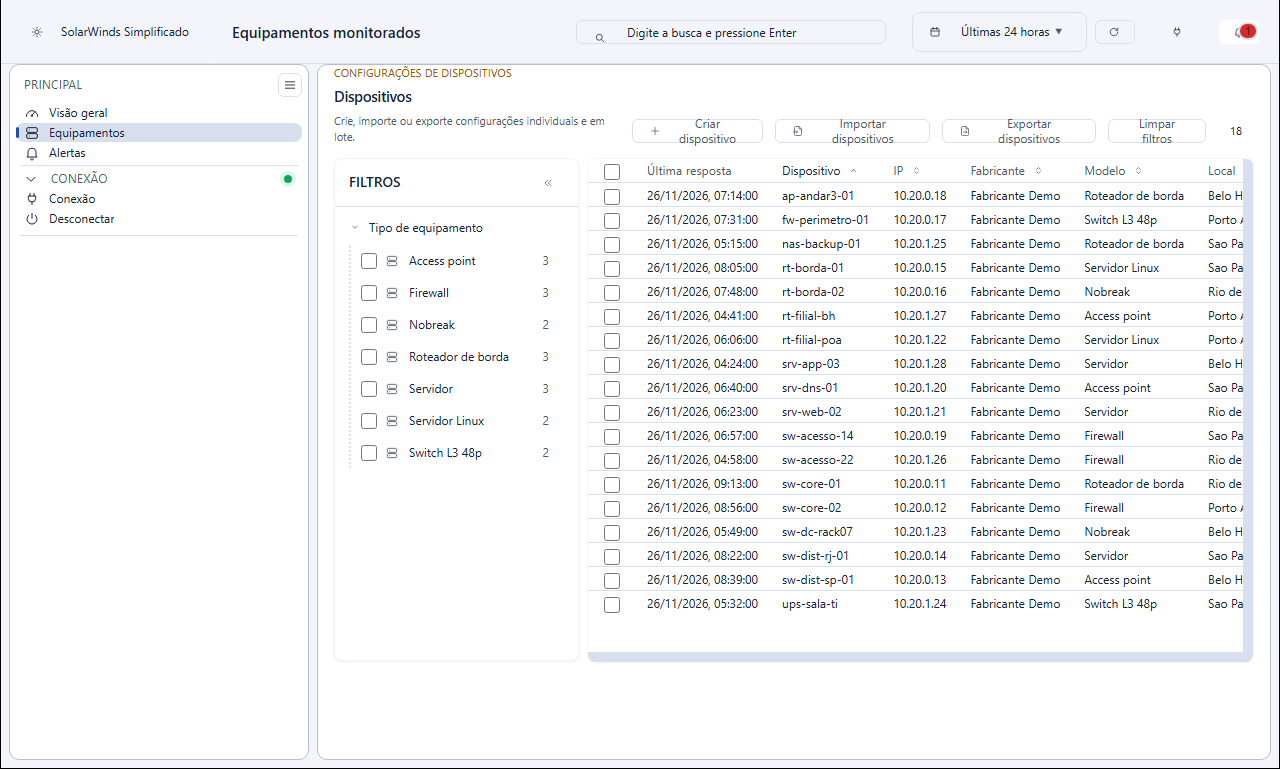 SolarWinds Simplificado
Equipamentos monitorados
Digite a busca e pressione Enter
Últimas 24 horas ▼
1
PRINCIPAL
Visão geral
Equipamentos
Alertas
CONEXÃO
Conexão
Desconectar
CONFIGURAÇÕES DE DISPOSITIVOS
Dispositivos
Crie, importe ou exporte configurações individuais e em
lote.
Criar
dispositivo
Importar
dispositivos
Exportar
dispositivos
Limpar
filtros
18
FILTROS
Tipo de equipamento
Access point 3
Firewall 3
Nobreak 2
Roteador de borda 3
Servidor 3
Servidor Linux 2
Switch L3 48p 2
Última resposta Dispositivo IP Fabricante Modelo Local
26/11/2026, 07:14:00 ap-andar3-01 10.20.0.18 Fabricante Demo Roteador de borda Belo H
26/11/2026, 07:31:00 fw-perimetro-01 10.20.0.17 Fabricante Demo Switch L3 48p Porto A
26/11/2026, 05:15:00 nas-backup-01 10.20.1.25 Fabricante Demo Roteador de borda Sao Pa
26/11/2026, 08:05:00 rt-borda-01 10.20.0.15 Fabricante Demo Servidor Linux Sao Pa
26/11/2026, 07:48:00 rt-borda-02 10.20.0.16 Fabricante Demo Nobreak Rio de
26/11/2026, 04:41:00 rt-filial-bh 10.20.1.27 Fabricante Demo Access point Porto A
26/11/2026, 06:06:00 rt-filial-poa 10.20.1.22 Fabricante Demo Servidor Linux Porto A
26/11/2026, 04:24:00 srv-app-03 10.20.1.28 Fabricante Demo Servidor Belo H
26/11/2026, 06:40:00 srv-dns-01 10.20.1.20 Fabricante Demo Access point Sao Pa
26/11/2026, 06:23:00 srv-web-02 10.20.1.21 Fabricante Demo Servidor Rio de
26/11/2026, 06:57:00 sw-acesso-14 10.20.0.19 Fabricante Demo Firewall Sao Pa
26/11/2026, 04:58:00 sw-acesso-22 10.20.1.26 Fabricante Demo Firewall Rio de
26/11/2026, 09:13:00 sw-core-01 10.20.0.11 Fabricante Demo Roteador de borda Rio de
26/11/2026, 08:56:00 sw-core-02 10.20.0.12 Fabricante Demo Firewall Porto A
26/11/2026, 05:49:00 sw-dc-rack07 10.20.1.23 Fabricante Demo Nobreak Belo H
26/11/2026, 08:22:00 sw-dist-rj-01 10.20.0.14 Fabricante Demo Servidor Sao Pa
26/11/2026, 08:39:00 sw-dist-sp-01 10.20.0.13 Fabricante Demo Access point Belo H
26/11/2026, 05:32:00 ups-sala-ti 10.20.1.24 Fabricante Demo Switch L3 48p Sao Pa